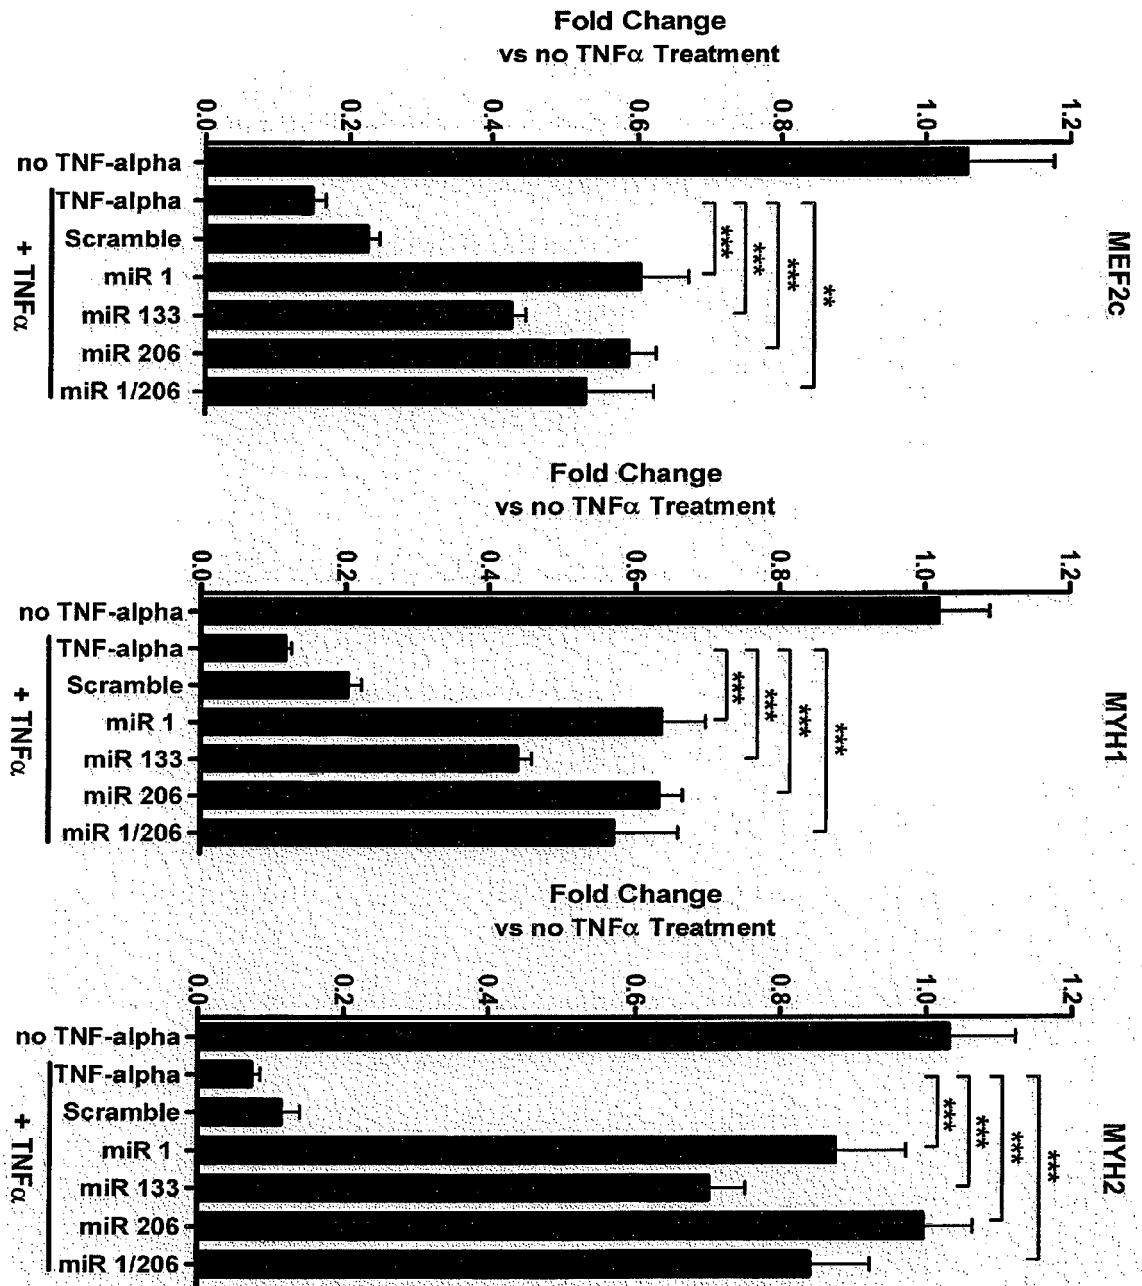 MEF2c
Fold Change
vs no TNFα Treatment
0.0
0.2
0.4
0.6
0.8
1.0
1.2
no TNF-alpha
TNF-alpha
Scramble
miR 1
miR 133
miR 206
miR 1/206
+ TNFα
***
***
***
**
MYH1
Fold Change
vs no TNFα Treatment
0.0
0.2
0.4
0.6
0.8
1.0
1.2
no TNF-alpha
TNF-alpha
Scramble
miR 1
miR 133
miR 206
miR 1/206
+ TNFα
***
***
***
***
MYH2
Fold Change
vs no TNFα Treatment
0.0
0.2
0.4
0.6
0.8
1.0
1.2
no TNF-alpha
TNF-alpha
Scramble
miR 1
miR 133
miR 206
miR 1/206
+ TNFα
***
***
***
***